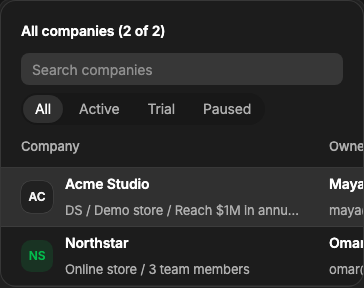 All companies (2 of 2)
Search companies
All Active Trial Paused
Company Owne
AC Acme Studio Maya
DS / Demo store / Reach $1M in annu... maya
NS Northstar Omar
Online store / 3 team members omar